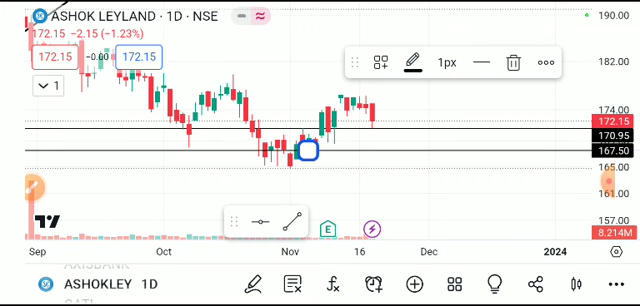 ASHOK LEYLAND · 1D · NSE
172.15 −2.15 (−1.23%)
172.15 −0.00 172.15
1
1px
190.00
182.00
174.00
172.15
170.95
167.50
165.00
161.00
157.00
8.214M
E
Sep Oct Nov 16 Dec 2024
AXISBANK
ASHOKLEY 1D